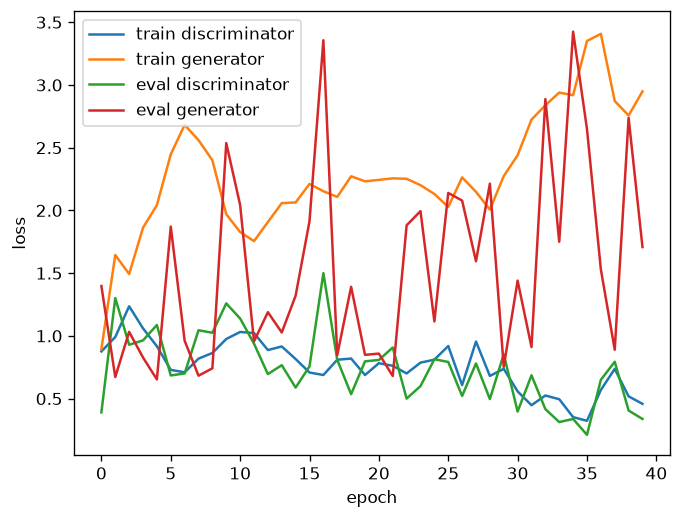 train discriminator
train generator
eval discriminator
eval generator
3.5
3.0
2.5
2.0
1.5
1.0
0.5
loss
0 5 10 15 20 25 30 35 40
epoch